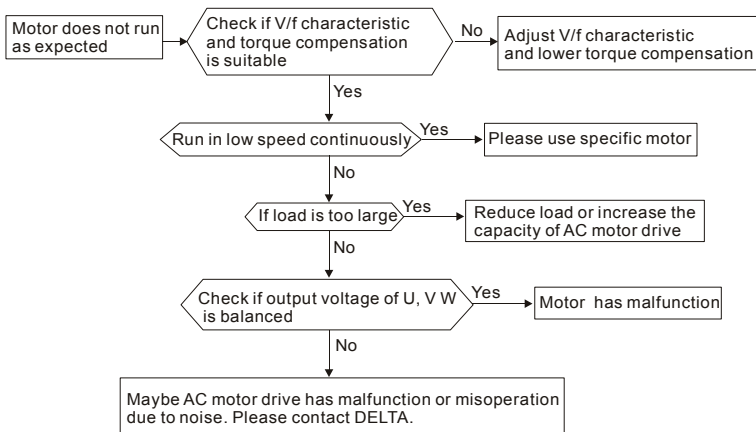 Motor does not run
as expected
Check if V/f characteristic
and torque compensation
is suitable
No
Adjust V/f characteristic
and lower torque compensation
Yes
Run in low speed continuously
Yes
Please use specific motor
No
If load is too large
Yes
Reduce load or increase the
capacity of AC motor drive
No
Check if output voltage of U, V W
is balanced
Yes
Motor has malfunction
No
Maybe AC motor drive has malfunction or misoperation
due to noise. Please contact DELTA.